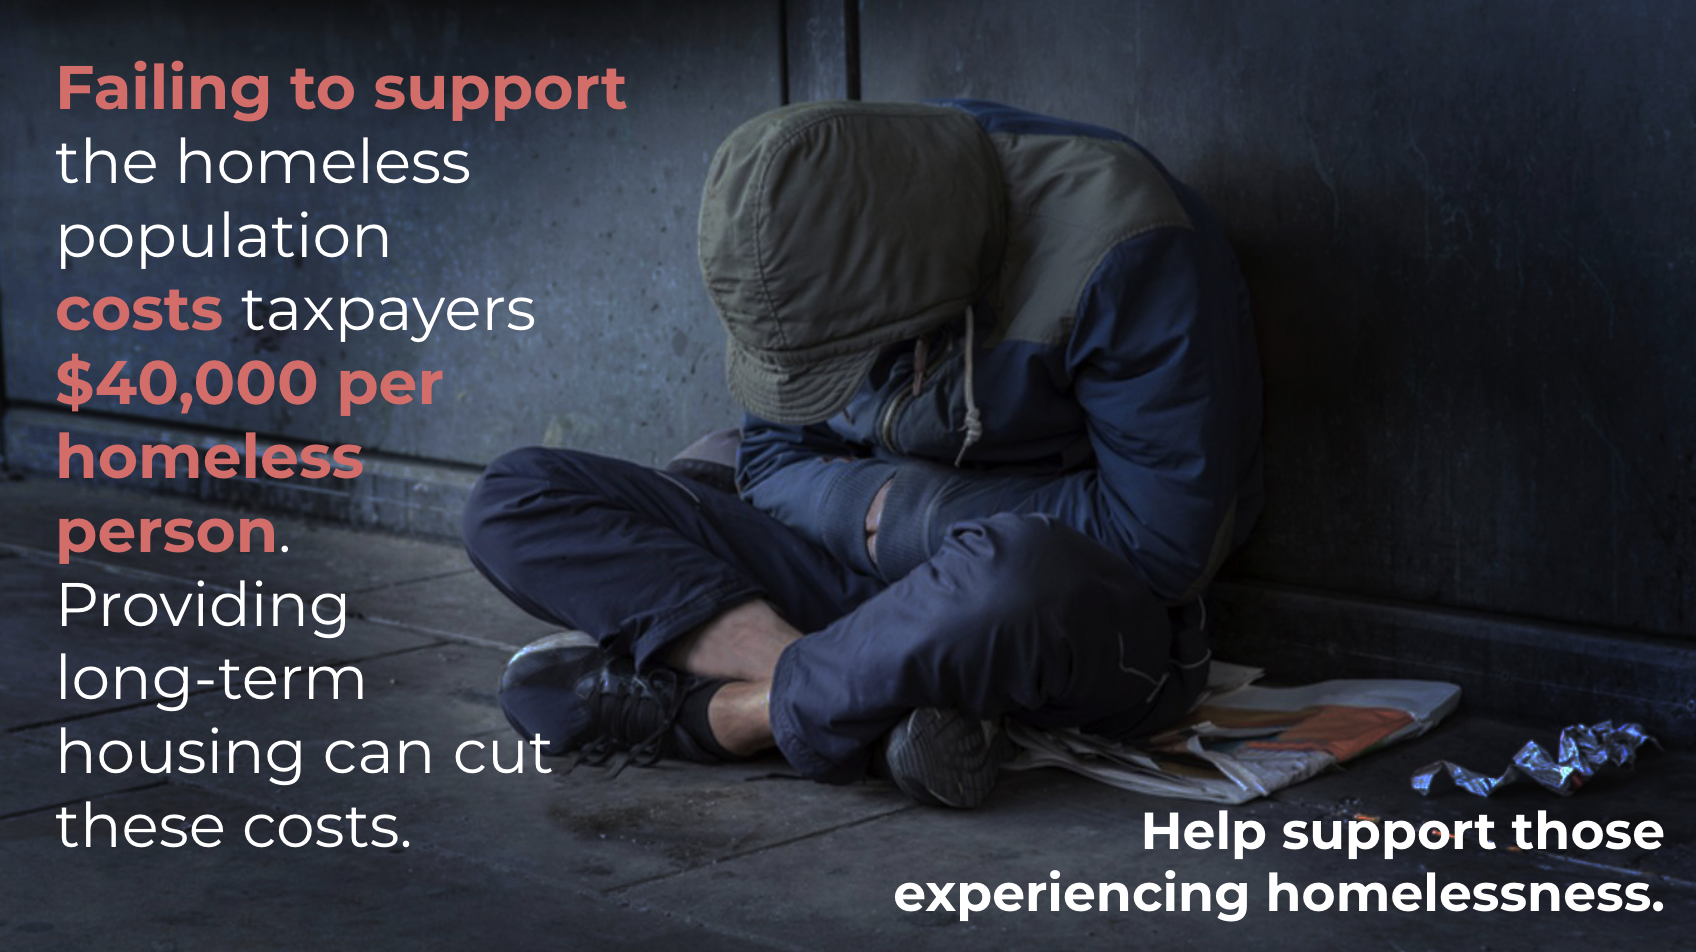 Failing to support
the homeless
population
costs taxpayers
$40,000 per
homeless
person.
Providing
long-term
housing can cut
these costs.
Help support those
experiencing homelessness.